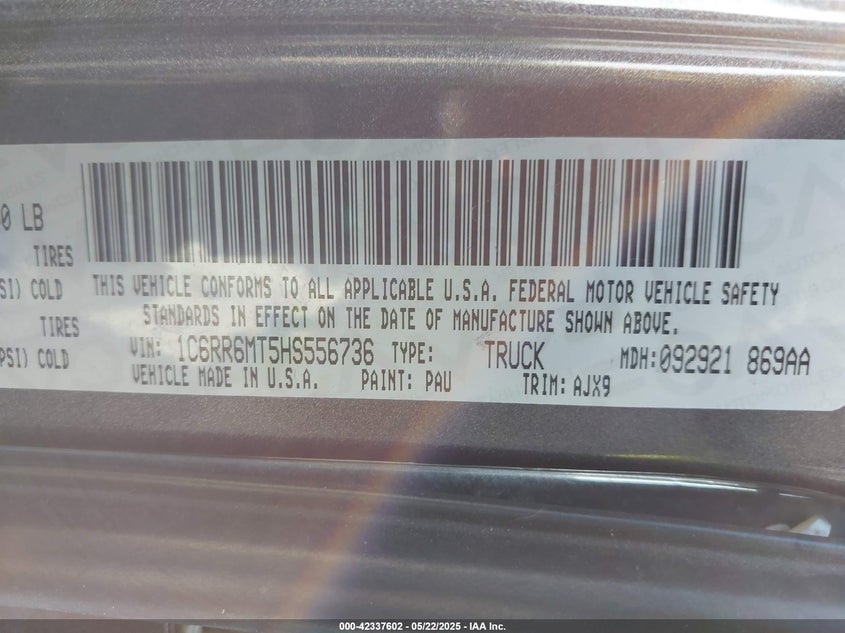 0 LB
TIRES
SI) COLD
TIRES
PSI) COLD
THIS VEHICLE CONFORMS TO ALL APPLICABLE U.S.A. FEDERAL MOTOR VEHICLE SAFETY
STANDARDS IN EFFECT ON THE DATE OF MANUFACTURE SHOWN ABOVE.
VIN: 1C6RR6MT5HS556736 TYPE: TRUCK MDH:092921 869AA
VEHICLE MADE IN U.S.A. PAINT: PAU TRIM: AJX9
000-42337602 - 05/22/2025 - IAA Inc.